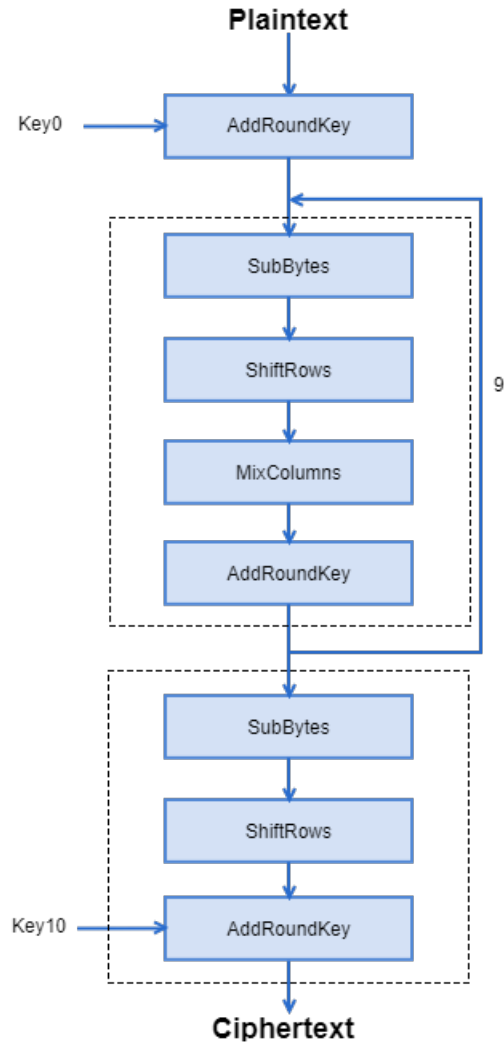 Plaintext
Key0
AddRoundKey
SubBytes
ShiftRows
9
MixColumns
AddRoundKey
SubBytes
ShiftRows
Key10
AddRoundKey
Ciphertext